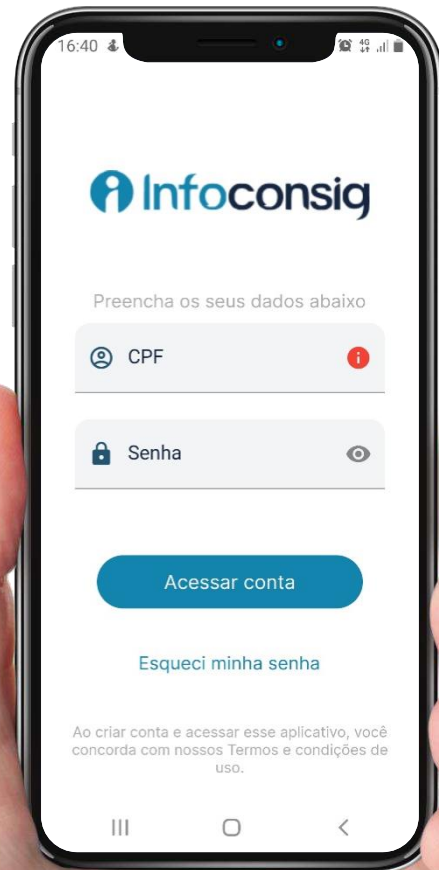 16:40
4G
Infoconsig
Preencha os seus dados abaixo
CPF
Senha
Acessar conta
Esqueci minha senha
Ao criar conta e acessar esse aplicativo, você
concorda com nossos Termos e condições de
uso.